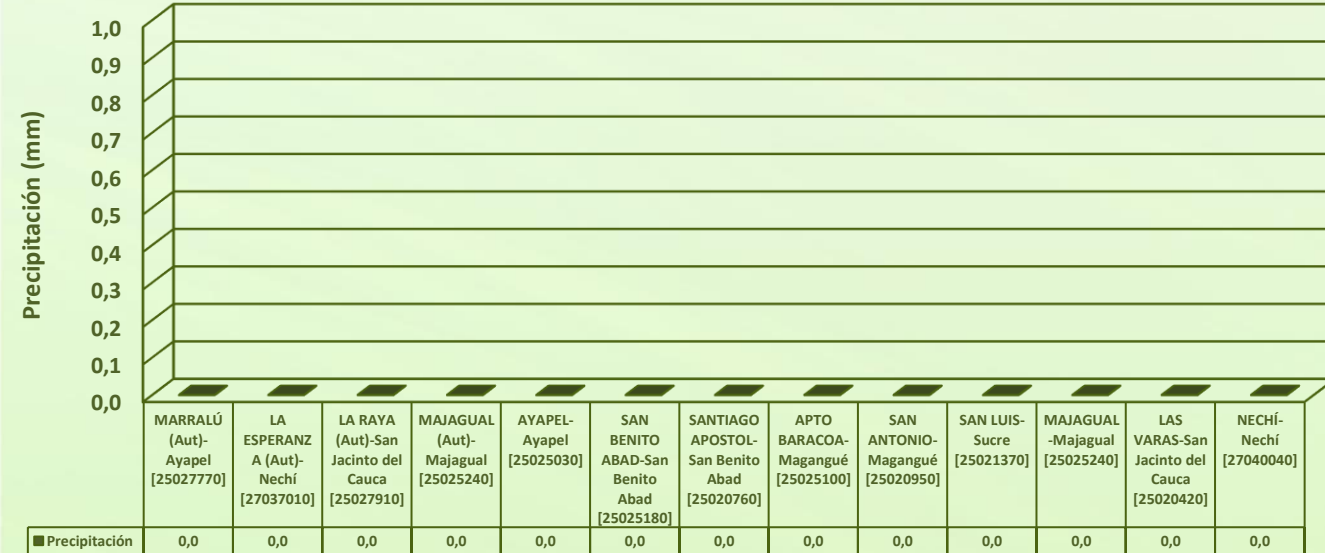 Precipitación (mm)
1,0
0,9
0,8
0,7
0,6
0,5
0,4
0,3
0,2
0,1
0,0
MARRALÚ
(Aut)-
Ayapel
[25027770]
LA
ESPERANZ
A (Aut)-
Nechí
[27037010]
LA RAYA
(Aut)-San
Jacinto del
Cauca
[25027910]
MAJAGUAL
(Aut)-
Majagual
[25025240]
AYAPEL-
Ayapel
[25025030]
SAN
BENITO
ABAD-San
Benito
Abad
[25025180]
SANTIAGO
APOSTOL-
San Benito
Abad
[25020760]
APTO
BARACOA-
Magangué
[25025100]
SAN
ANTONIO-
Magangué
[25020950]
SAN LUIS-
Sucre
[25021370]
MAJAGUAL
-Majagual
[25025240]
LAS
VARAS-San
Jacinto del
Cauca
[25020420]
NECHÍ-
Nechí
[27040040]
Precipitación 0,0 0,0 0,0 0,0 0,0 0,0 0,0 0,0 0,0 0,0 0,0 0,0 0,0